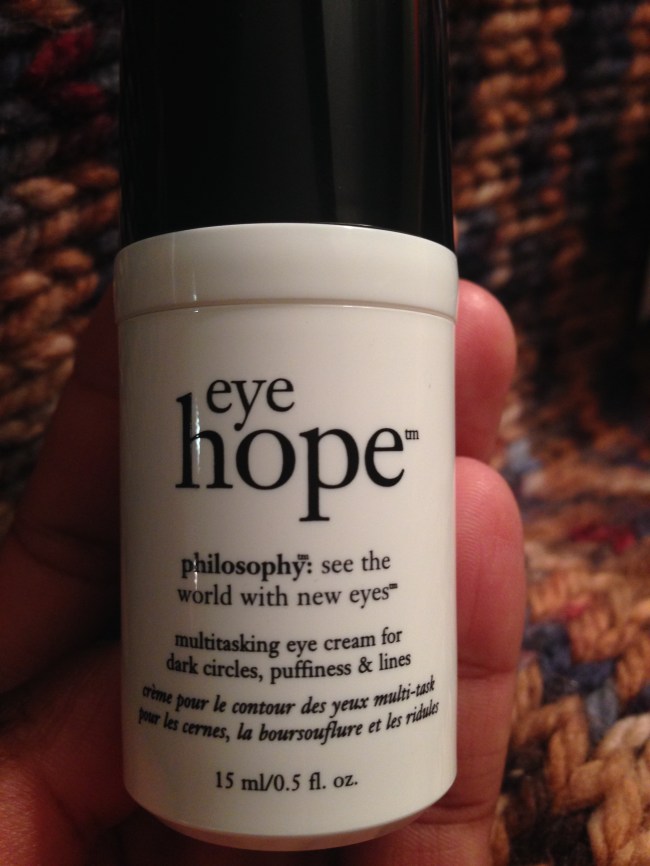 eye
hope™
philosophy™: see the
world with new eyes℠
multitasking eye cream for
dark circles, puffiness & lines
crème pour le contour des yeux multi-task
pour les cernes, la boursouflure et les ridules
15 ml/0.5 fl. oz.